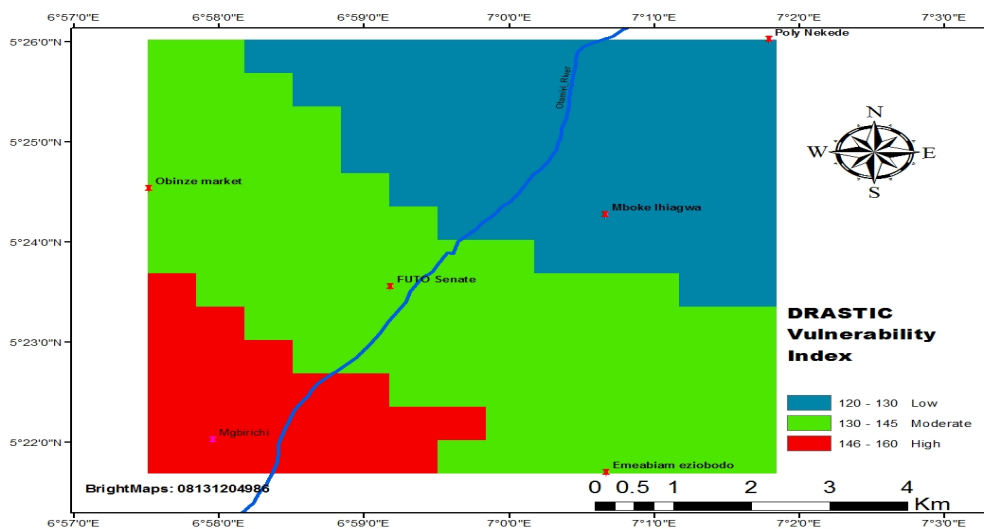 6°57'0"E 6°58'0"E 6°59'0"E 7°0'0"E 7°1'0"E 7°2'0"E 7°3'0"E
5°26'0"N
Poly Nekede
Otamiri River
N
W E
S
5°25'0"N
Obinze market
Mboke Ihiagwa
5°24'0"N
FUTO Senate
DRASTIC
Vulnerability
Index
5°23'0"N
120 - 130 Low
130 - 145 Moderate
146 - 160 High
Mgbirichi
5°22'0"N
Emeabiam eziobodo
BrightMaps: 08131204986
0 0.5 1 2 3 4
Km
6°57'0"E 6°58'0"E 6°59'0"E 7°0'0"E 7°1'0"E 7°2'0"E 7°3'0"E